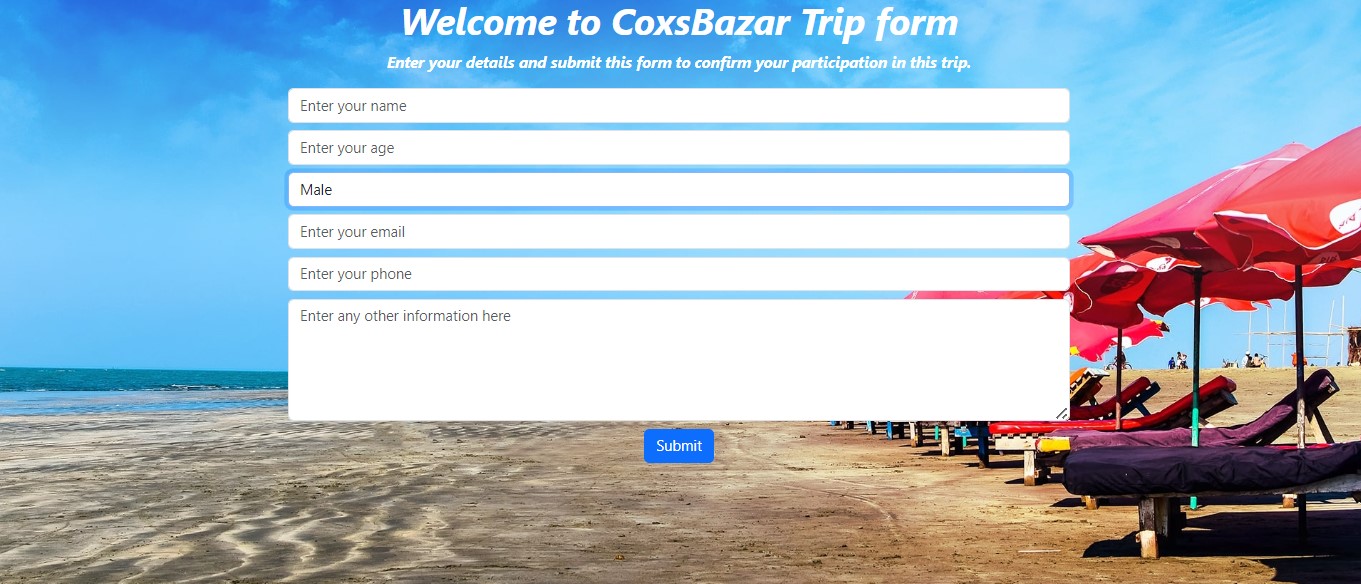 Welcome to CoxsBazar Trip form
Enter your details and submit this form to confirm your participation in this trip.
Enter your name
Enter your age
Male
Enter your email
Enter your phone
Enter any other information here
Submit